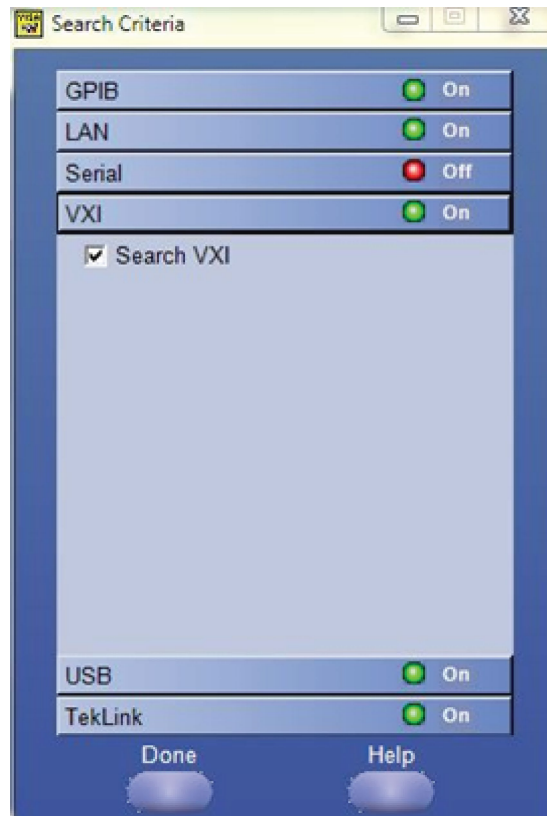 Search Criteria
GPIB On
LAN On
Serial Off
VXI On
Search VXI
USB On
TekLink On
Done Help